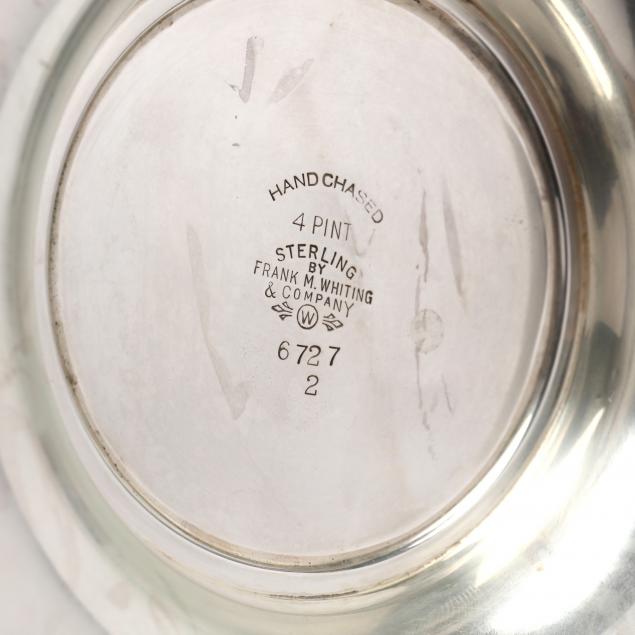 HAND CHASED
4 PINT
STERLING
BY
FRANK M. WHITING
& COMPANY
W
6727
2